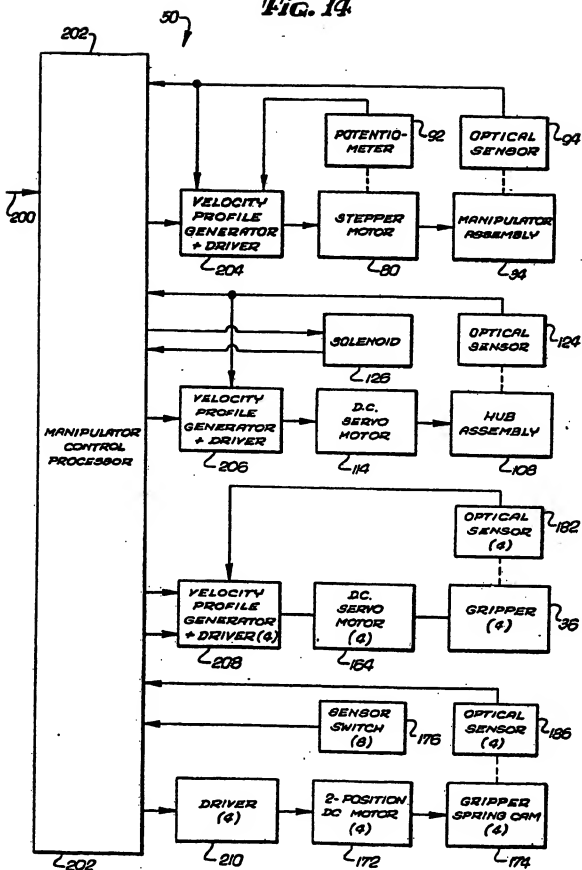 FIG. 14
50
202
POTENTIO-
METER
92
OPTICAL
SENSOR
94
200
VELOCITY
PROFILE
GENERATOR
+ DRIVER
204
STEPPER
MOTOR
80
MANIPULATOR
ASSEMBLY
34
SOLENOID
126
OPTICAL
SENSOR
124
MANIPULATOR
CONTROL
PROCESSOR
VELOCITY
PROFILE
GENERATOR
+ DRIVER
206
D.C.
SERVO
MOTOR
114
HUB
ASSEMBLY
108
OPTICAL
SENSOR
(4)
182
VELOCITY
PROFILE
GENERATOR
+ DRIVER (4)
208
D.C.
SERVO
MOTOR
(4)
164
GRIPPER
(4)
36
SENSOR
SWITCH
(8)
176
OPTICAL
SENSOR
(4)
186
DRIVER
(4)
210
2-POSITION
DC MOTOR
(4)
172
GRIPPER
SPRING CAM
(4)
174
202